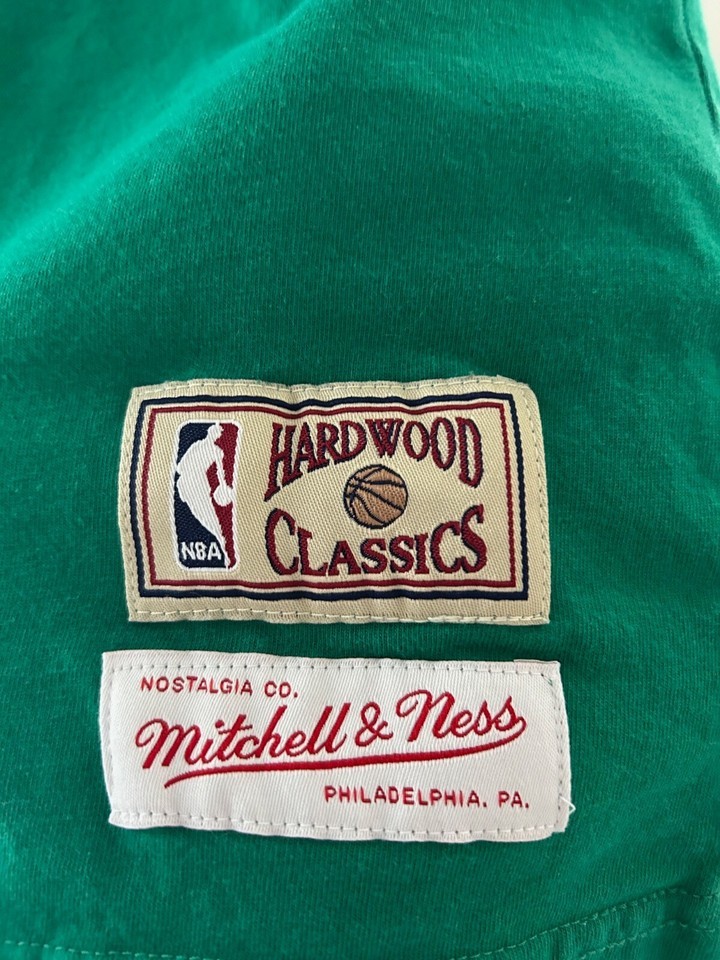 HARDWOOD
NBA
CLASSICS
NOSTALGIA CO.
Mitchell & Ness
PHILADELPHIA, PA.